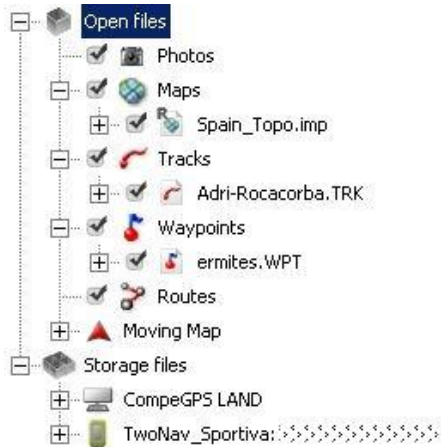 Open files
Photos
Maps
R Spain_Topo.imp
Tracks
Adri-Rocacorba.TRK
Waypoints
ermites.WPT
Routes
Moving Map
Storage files
CompeGPS LAND
TwoNav_Sportiva: